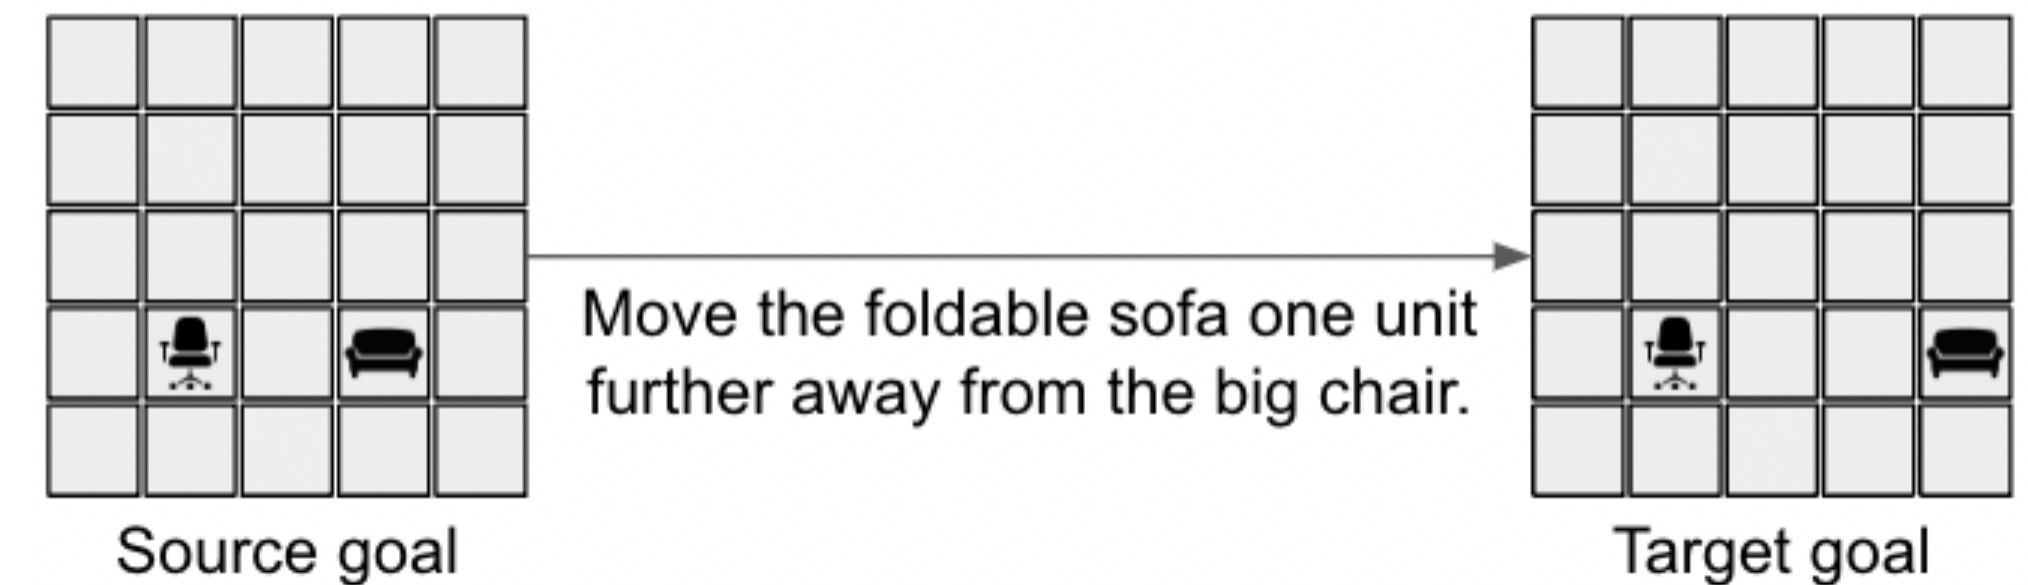 Move the foldable sofa one unit
further away from the big chair.
Source goal
Target goal